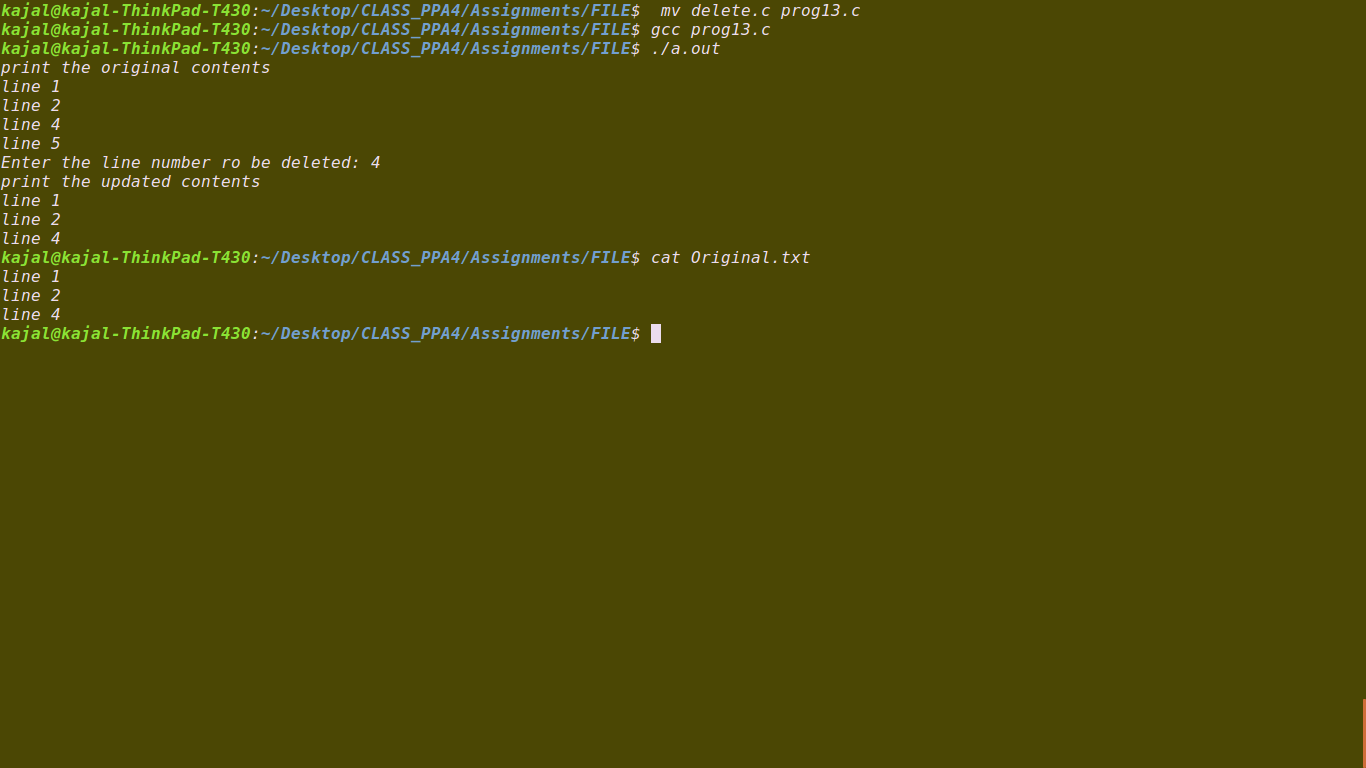 kajal@kajal-ThinkPad-T430:~/Desktop/CLASS_PPA4/Assignments/FILE$  mv delete.c prog13.c
kajal@kajal-ThinkPad-T430:~/Desktop/CLASS_PPA4/Assignments/FILE$ gcc prog13.c
kajal@kajal-ThinkPad-T430:~/Desktop/CLASS_PPA4/Assignments/FILE$ ./a.out
print the original contents
line 1
line 2
line 4
line 5
Enter the line number ro be deleted: 4
print the updated contents
line 1
line 2
line 4
kajal@kajal-ThinkPad-T430:~/Desktop/CLASS_PPA4/Assignments/FILE$ cat Original.txt
line 1
line 2
line 4
kajal@kajal-ThinkPad-T430:~/Desktop/CLASS_PPA4/Assignments/FILE$